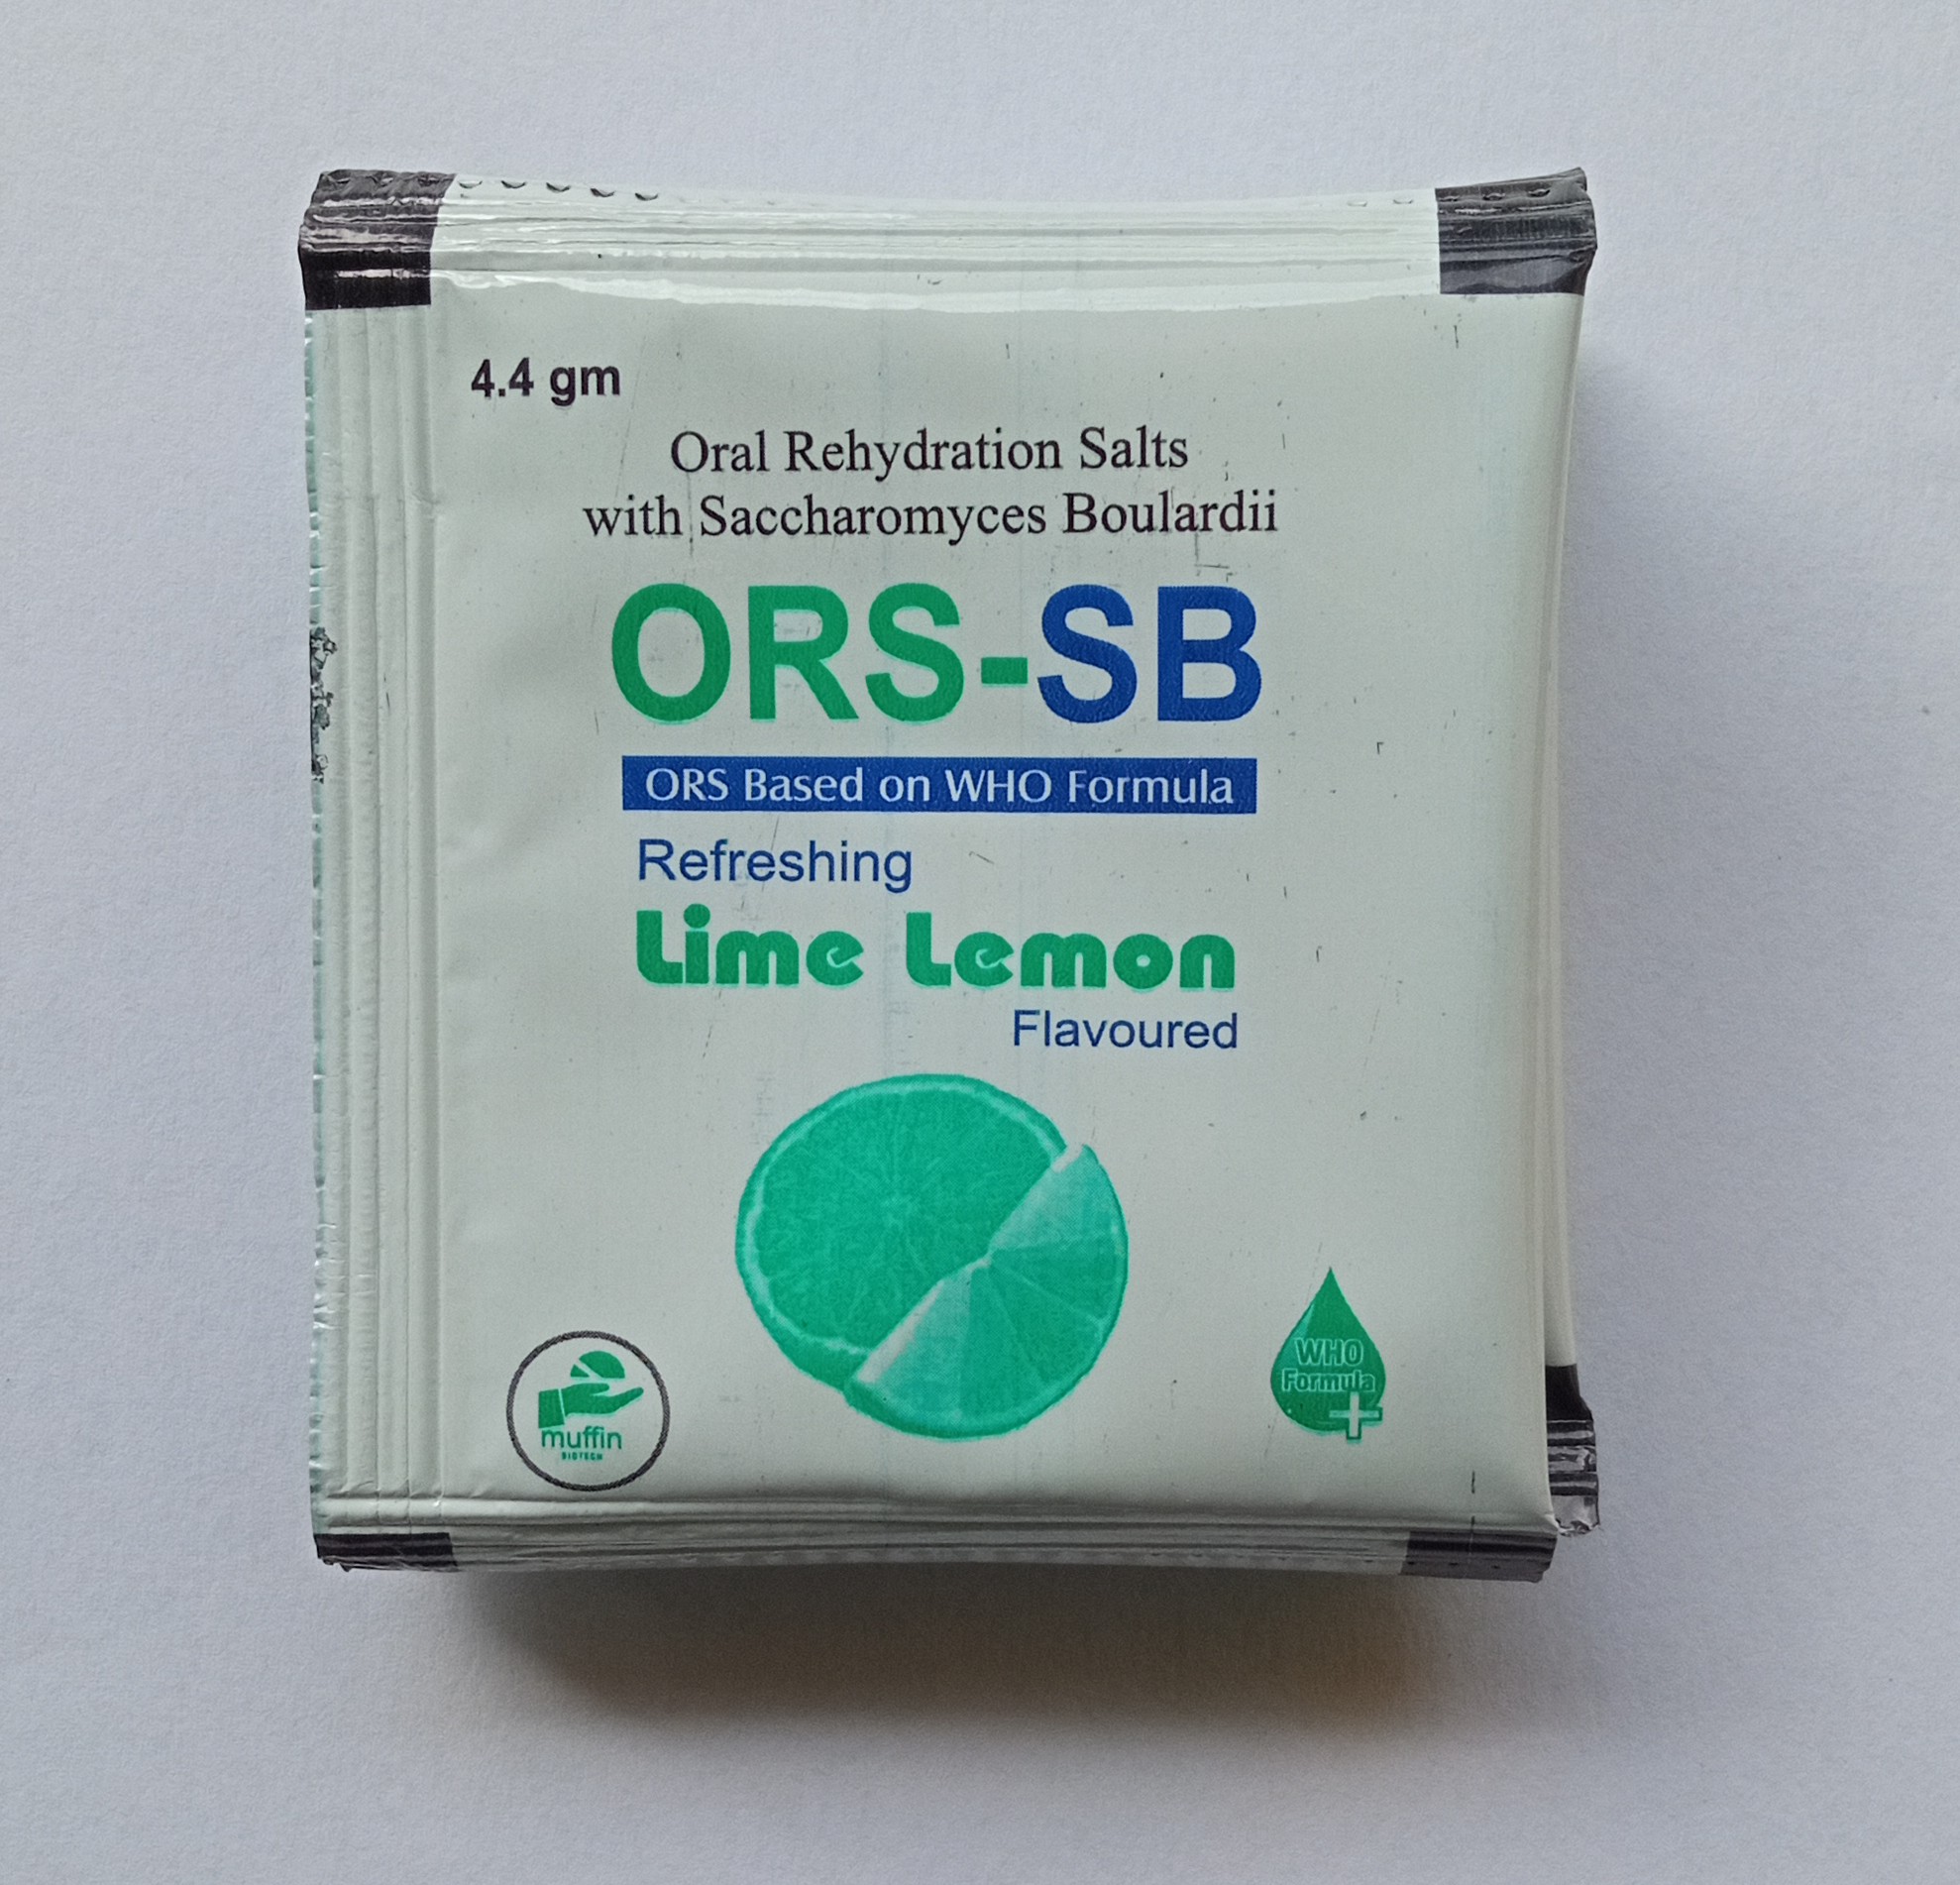 4.4 gm
Oral Rehydration Salts
with Saccharomyces Boulardii
ORS-SB
ORS Based on WHO Formula
Refreshing
Lime Lemon
Flavoured
WHO
Formula
muffin
BIOTECH